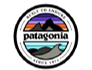 BUILT TO ENDURE
patagonia
SINCE 1973